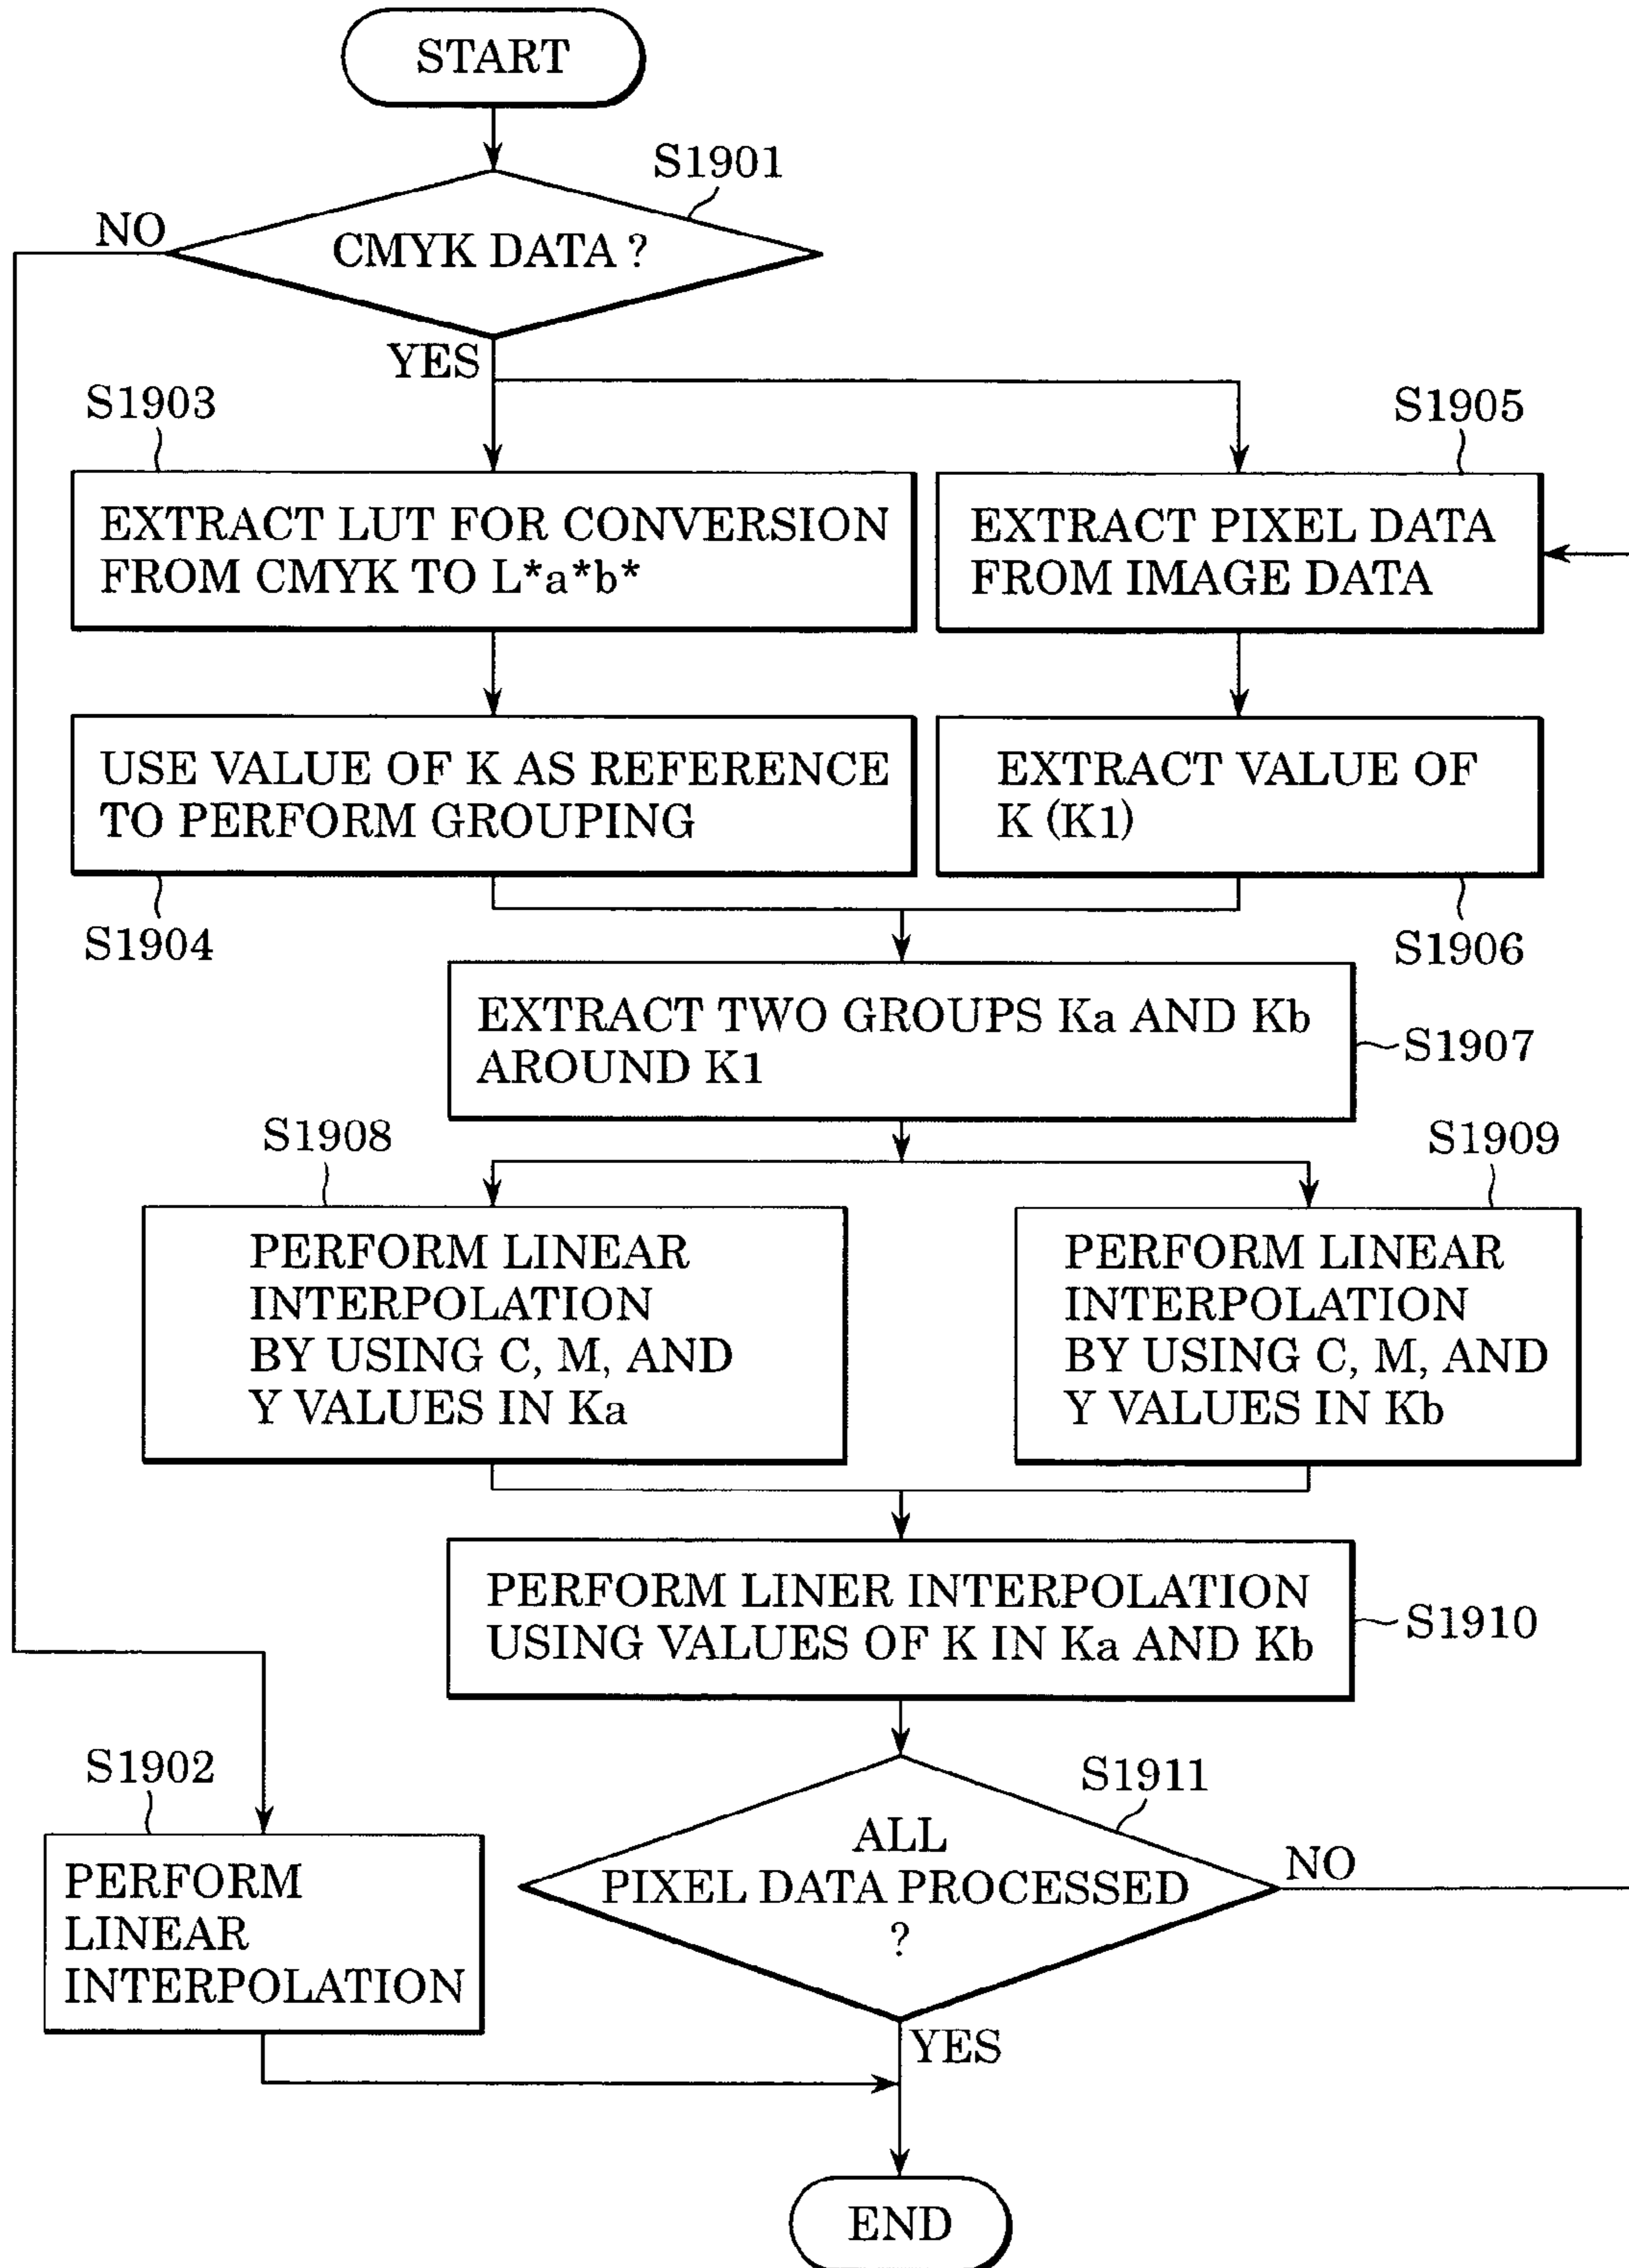 START
S1901
NO
CMYK DATA ?
YES
S1903
S1905
EXTRACT LUT FOR CONVERSION
FROM CMYK TO L*a*b*
EXTRACT PIXEL DATA
FROM IMAGE DATA
USE VALUE OF K AS REFERENCE
TO PERFORM GROUPING
EXTRACT VALUE OF
K (K1)
S1904
S1906
EXTRACT TWO GROUPS Ka AND Kb
AROUND K1
S1907
S1908
S1909
PERFORM LINEAR
INTERPOLATION
BY USING C, M, AND
Y VALUES IN Ka
PERFORM LINEAR
INTERPOLATION
BY USING C, M, AND
Y VALUES IN Kb
PERFORM LINER INTERPOLATION
USING VALUES OF K IN Ka AND Kb
S1910
S1902
S1911
PERFORM
LINEAR
INTERPOLATION
ALL
PIXEL DATA PROCESSED
?
NO
YES
END